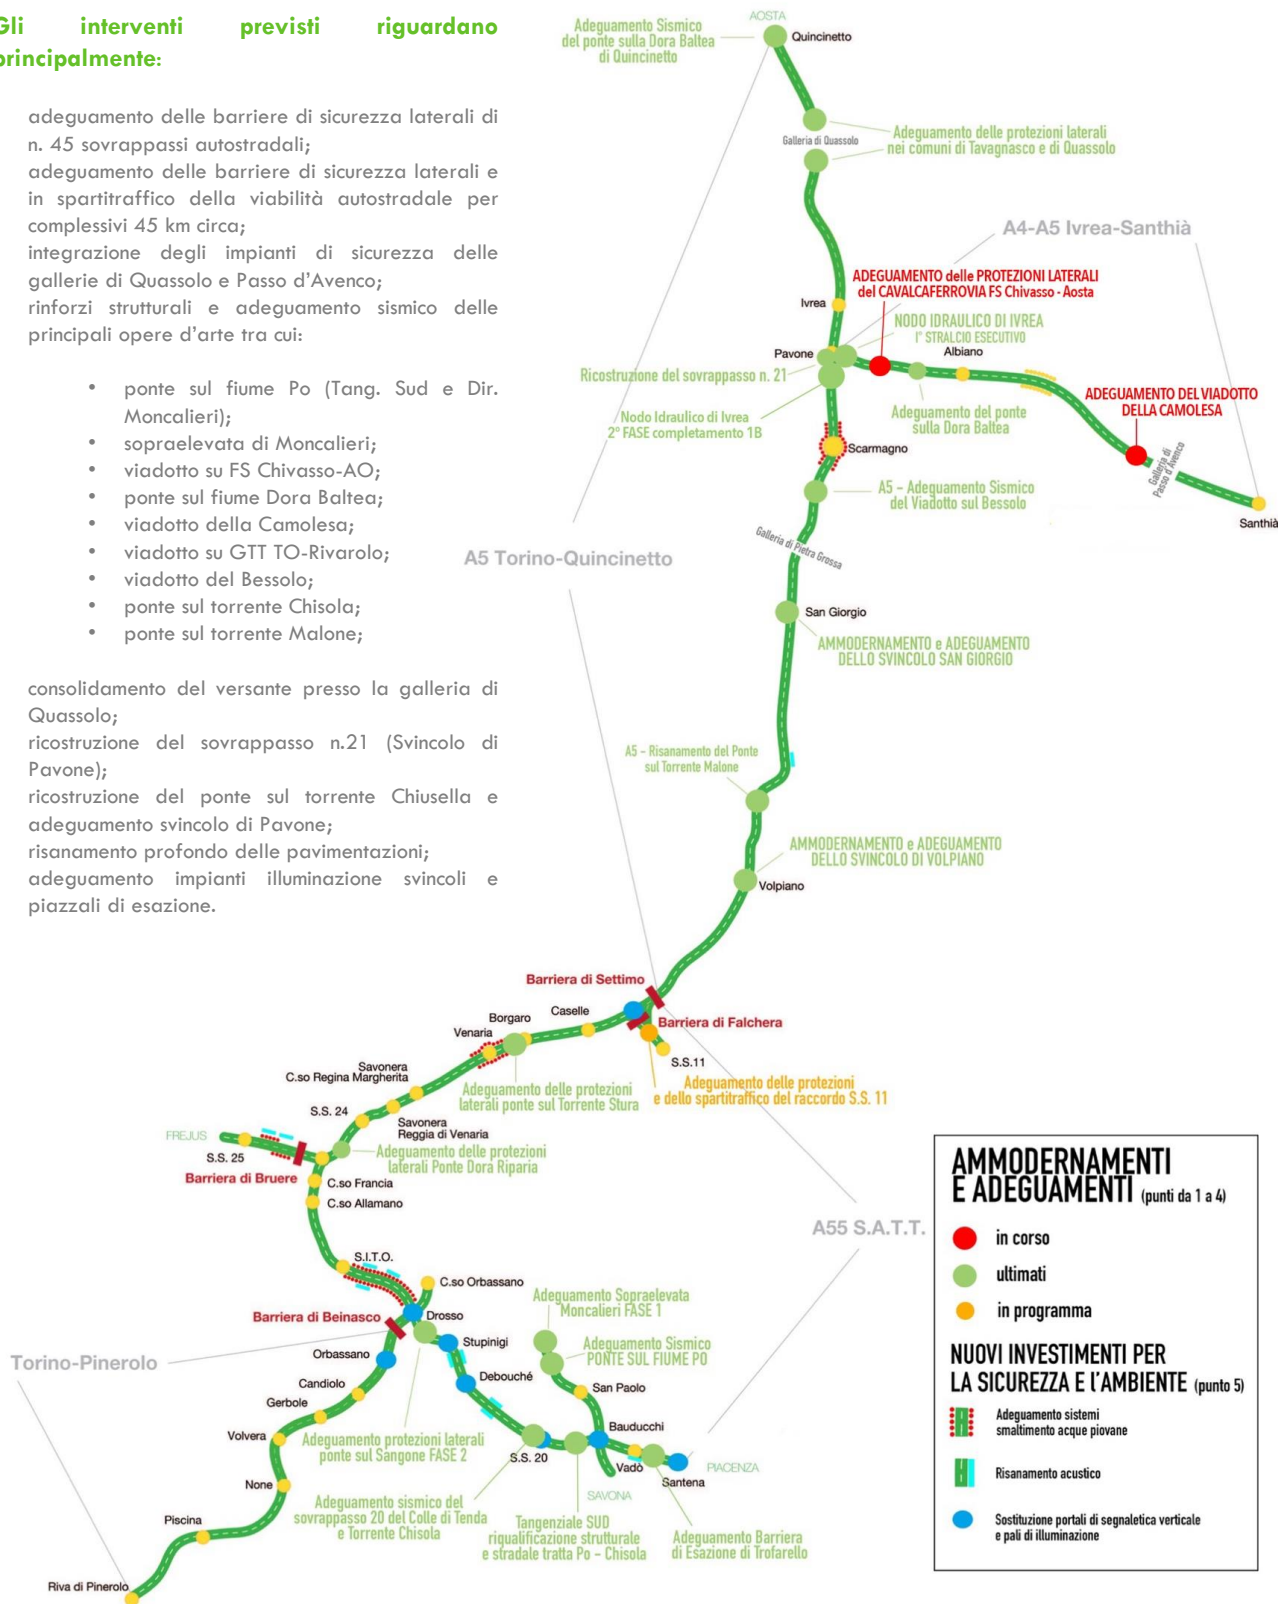 Gli interventi previsti riguardano
principalmente:
adeguamento delle barriere di sicurezza laterali di
n. 45 sovrappassi autostradali;
adeguamento delle barriere di sicurezza laterali e
in spartitraffico della viabilità autostradale per
complessivi 45 km circa;
integrazione degli impianti di sicurezza delle
gallerie di Quassolo e Passo d'Avenco;
rinforzi strutturali e adeguamento sismico delle
principali opere d'arte tra cui:
• ponte sul fiume Po (Tang. Sud e Dir.
Moncalieri);
• sopraelevata di Moncalieri;
• viadotto su FS Chivasso-AO;
• ponte sul fiume Dora Baltea;
• viadotto della Camolesa;
• viadotto su GTT TO-Rivarolo;
• viadotto del Bessolo;
• ponte sul torrente Chisola;
• ponte sul torrente Malone;
consolidamento del versante presso la galleria di
Quassolo;
ricostruzione del sovrappasso n.21 (Svincolo di
Pavone);
ricostruzione del ponte sul torrente Chiusella e
adeguamento svincolo di Pavone;
risanamento profondo delle pavimentazioni;
adeguamento impianti illuminazione svincoli e
piazzali di esazione.
AOSTA
Quincinetto
Adeguamento Sismico
del ponte sulla Dora Baltea
di Quincinetto
Adeguamento delle protezioni laterali
nei comuni di Tavagnasco e di Quassolo
Galleria di Quassolo
A4-A5 Ivrea-Santhià
ADEGUAMENTO delle PROTEZIONI LATERALI
del CAVALCAFERROVIA FS Chivasso - Aosta
Ivrea
NODO IDRAULICO DI IVREA
1° STRALCIO ESECUTIVO
Pavone
Albiano
Ricostruzione del sovrappasso n. 21
ADEGUAMENTO DEL VIADOTTO
DELLA CAMOLESA
Adeguamento del ponte
sulla Dora Baltea
Nodo Idraulico di Ivrea
2° FASE completamento 1B
Scarmagno
Galleria di
Passo d'Avenco
Santhià
A5 – Adeguamento Sismico
del Viadotto sul Bessolo
Galleria di Pietra Grossa
A5 Torino-Quincinetto
San Giorgio
AMMODERNAMENTO e ADEGUAMENTO
DELLO SVINCOLO SAN GIORGIO
A5 – Risanamento del Ponte
sul Torrente Malone
AMMODERNAMENTO e ADEGUAMENTO
DELLO SVINCOLO DI VOLPIANO
Volpiano
Barriera di Settimo
Caselle
Borgaro
Venaria
Barriera di Falchera
S.S.11
Adeguamento delle protezioni
e dello spartitraffico del raccordo S.S. 11
Savonera
C.so Regina Margherita
Adeguamento delle protezioni
laterali ponte sul Torrente Stura
S.S. 24
Savonera
Reggia di Venaria
FREJUS
S.S. 25
Adeguamento delle protezioni
laterali Ponte Dora Riparia
Barriera di Bruere
C.so Francia
C.so Allamano
A55 S.A.T.T.
S.I.T.O.
C.so Orbassano
Barriera di Beinasco
Drosso
Adeguamento Sopraelevata
Moncalieri FASE 1
Stupinigi
Adeguamento Sismico
PONTE SUL FIUME PO
Torino-Pinerolo
Orbassano
Debouché
Candiolo
San Paolo
Gerbole
Volvera
Bauducchi
Adeguamento protezioni laterali
ponte sul Sangone FASE 2
S.S. 20
Vadò
PIACENZA
Santena
None
SAVONA
Adeguamento sismico del
sovrappasso 20 del Colle di Tenda
e Torrente Chisola
Tangenziale SUD
riqualificazione strutturale
e stradale tratta Po – Chisola
Adeguamento Barriera
di Esazione di Trofarello
Piscina
Riva di Pinerolo
AMMODERNAMENTI
E ADEGUAMENTI (punti da 1 a 4)
in corso
ultimati
in programma
NUOVI INVESTIMENTI PER
LA SICUREZZA E L'AMBIENTE (punto 5)
Adeguamento sistemi
smaltimento acque piovane
Risanamento acustico
Sostituzione portali di segnaletica verticale
e pali di illuminazione